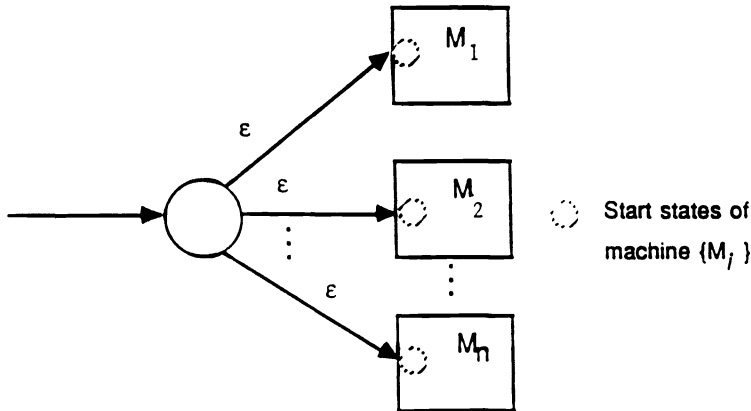 M1
ε
ε
M2
Start states of
machine {Mi}
ε
Mn